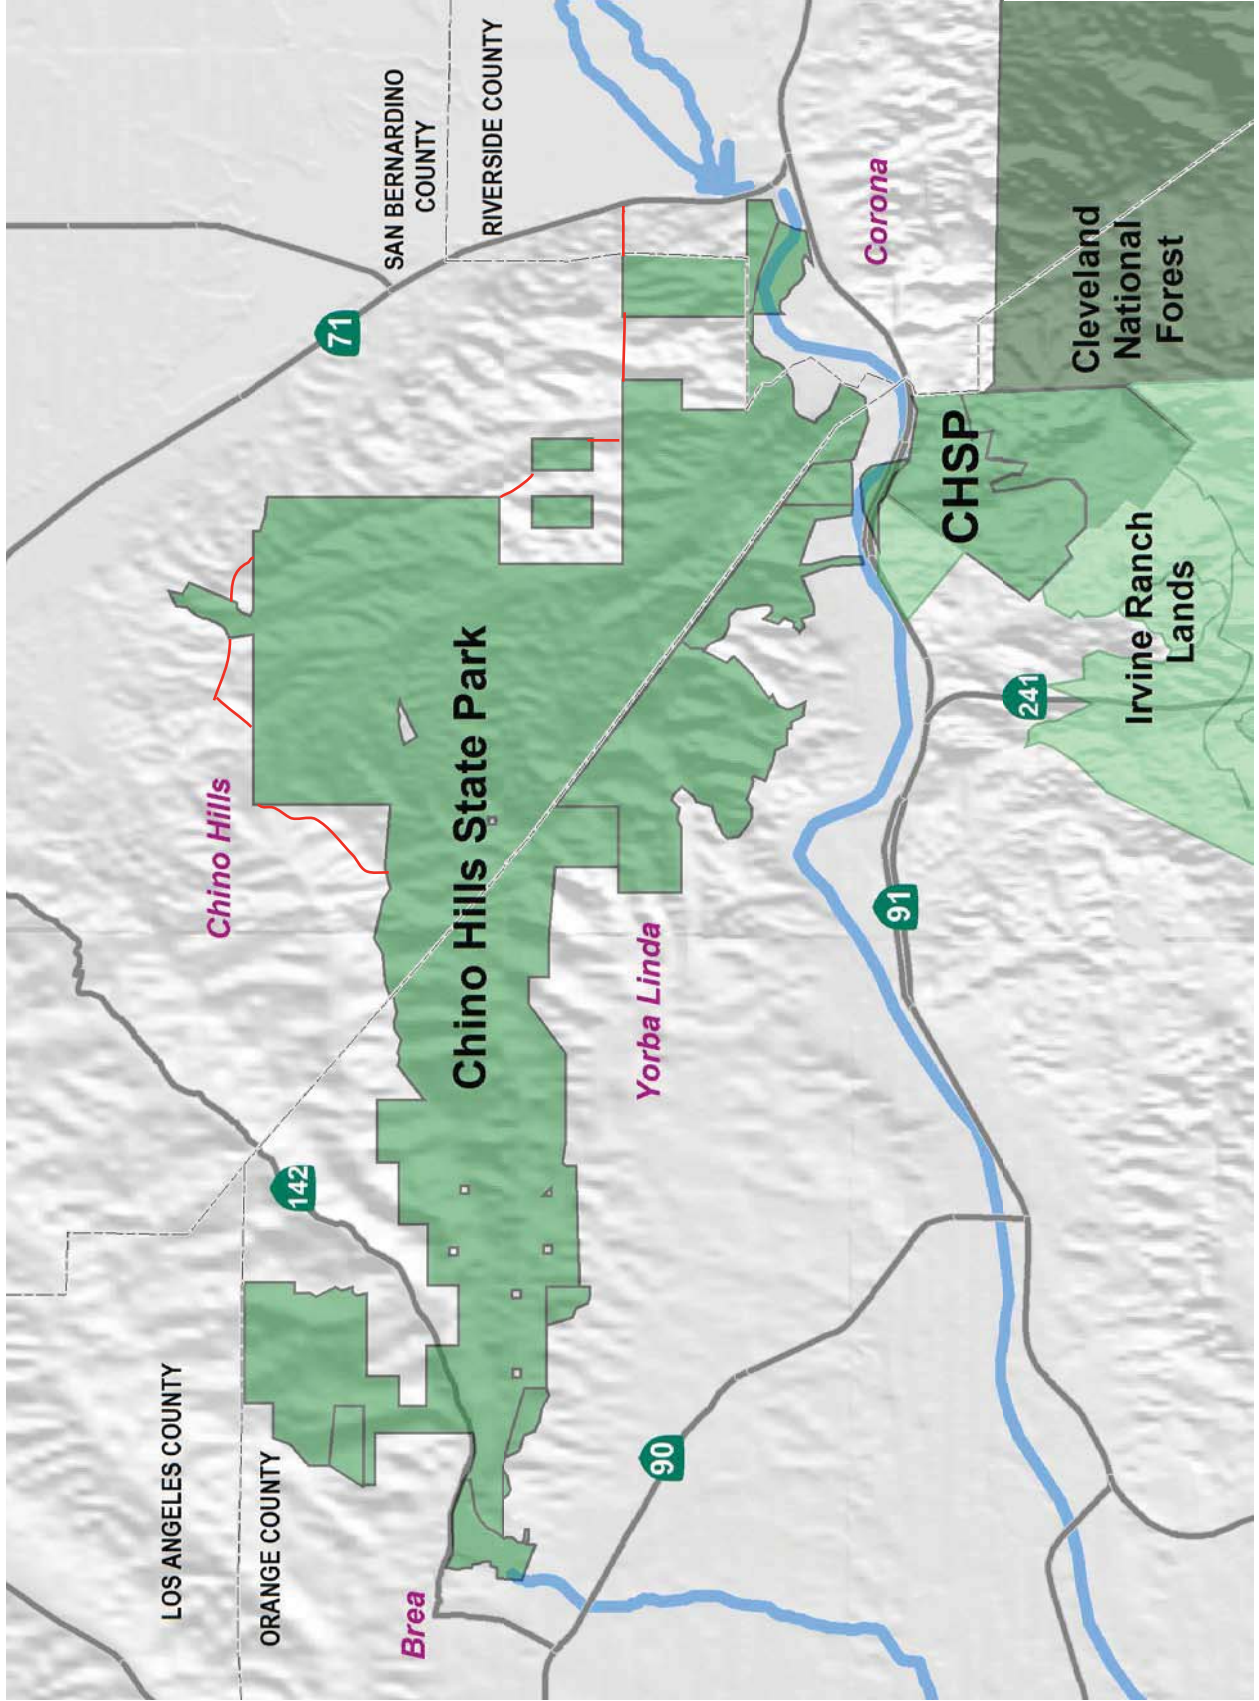 LOS ANGELES COUNTY
ORANGE COUNTY
Brea
142
90
Chino Hills
Chino Hills State Park
Yorba Linda
91
241
71
SAN BERNARDINO
COUNTY
RIVERSIDE COUNTY
Corona
CHSP
Irvine Ranch
Lands
Cleveland
National
Forest